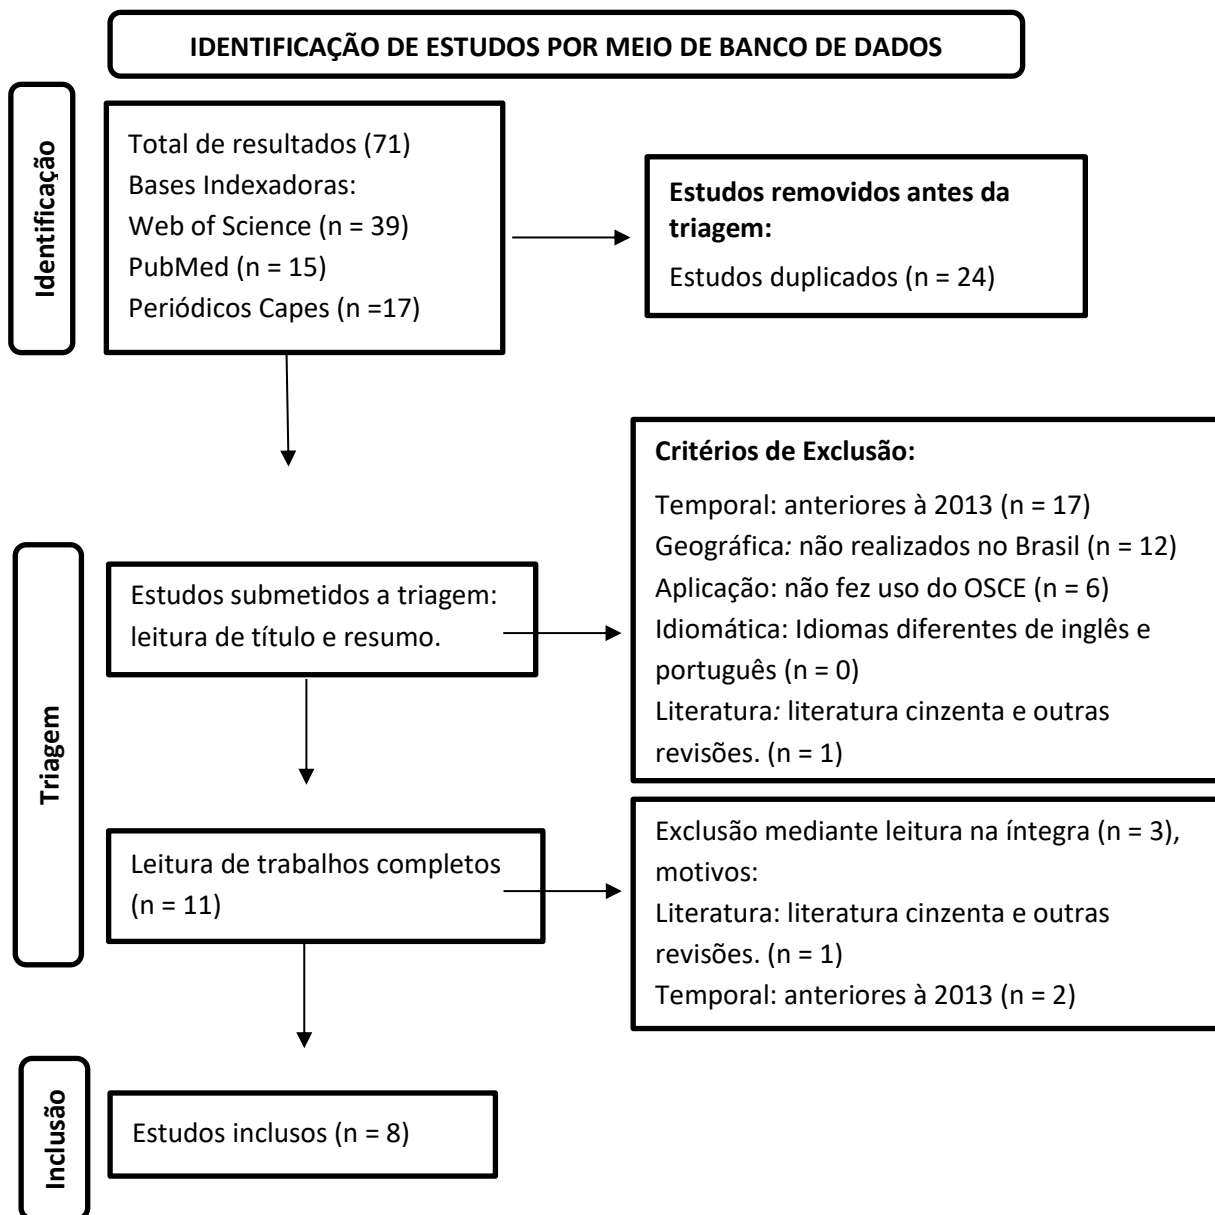 IDENTIFICAÇÃO DE ESTUDOS POR MEIO DE BANCO DE DADOS
Identificação
Total de resultados (71)
Bases Indexadoras:
Web of Science (n = 39)
PubMed (n = 15)
Periódicos Capes (n =17)
Estudos removidos antes da
triagem:
Estudos duplicados (n = 24)
Triagem
Estudos submetidos a triagem:
leitura de título e resumo.
Critérios de Exclusão:
Temporal: anteriores à 2013 (n = 17)
Geográfica: não realizados no Brasil (n = 12)
Aplicação: não fez uso do OSCE (n = 6)
Idiomática: Idiomas diferentes de inglês e
português (n = 0)
Literatura: literatura cinzenta e outras
revisões. (n = 1)
Leitura de trabalhos completos
(n = 11)
Exclusão mediante leitura na íntegra (n = 3),
motivos:
Literatura: literatura cinzenta e outras
revisões. (n = 1)
Temporal: anteriores à 2013 (n = 2)
Inclusão
Estudos inclusos (n = 8)